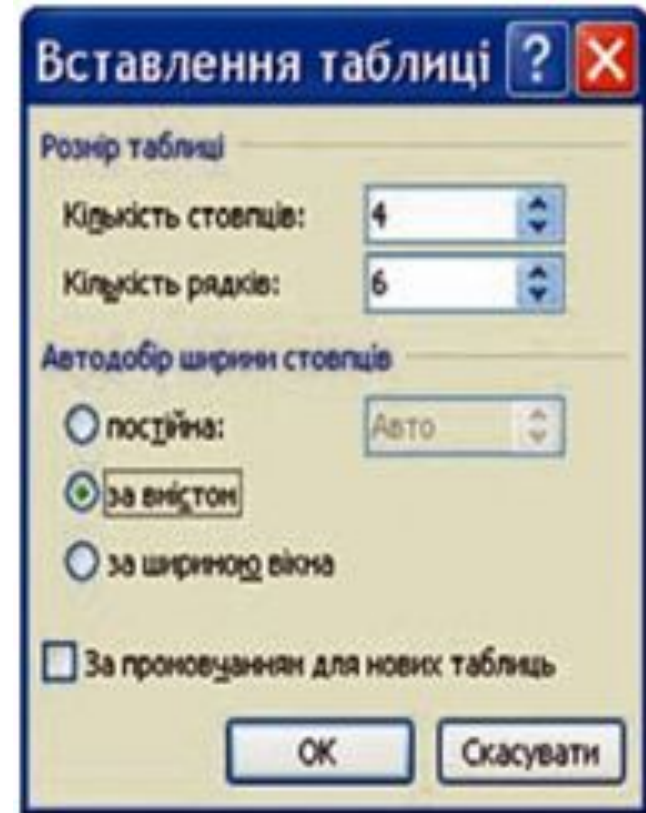 Вставлення таблиці ?
Розмір таблиці
Кількість стовпців: 4
Кількість рядків: 6
Автодобір ширини стовпців
постійна: Авто
за вмістом
за шириною вікна
За промовчанням для нових таблиць
ОК Скасувати